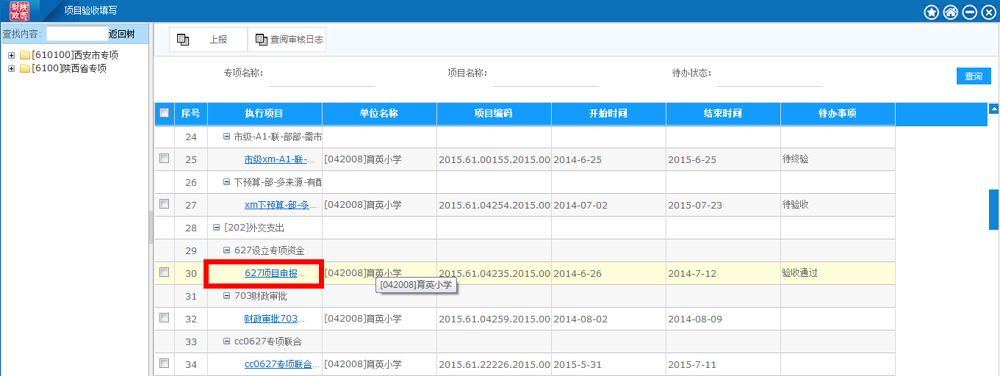 财陕
政西
项目验收填写
查找内容: 返回树
[610100]西安市专项
[6100]陕西省专项
上报 查阅审核日志
专项名称: 项目名称: 待办状态: 查询
序号 执行项目 单位名称 项目编码 开始时间 结束时间 待办事项
24 市级-A1-联-部部-需市
25 市级xm-A1-联-... [042008]育英小学 2015.61.00155.2015.00 2014-6-25 2015-6-25 待终验
26 下预算-部-多来源-有配
27 xm下预算-部-多... [042008]育英小学 2015.61.04254.2015.00 2014-07-02 2015-07-23 待验收
28 [202]外交支出
29 627设立专项资金
30 627项目申报... [042008]育英小学 2015.61.04235.2015.00 2014-6-26 2014-7-12 验收通过
[042008]育英小学
31 703财政审批
32 财政审批703... [042008]育英小学 2015.61.04259.2015.00 2014-08-02 2014-08-09
33 cc0627专项联合
34 cc0627专项联合... [042008]育英小学 2015.61.22226.2015.00 2015-5-31 2015-7-11